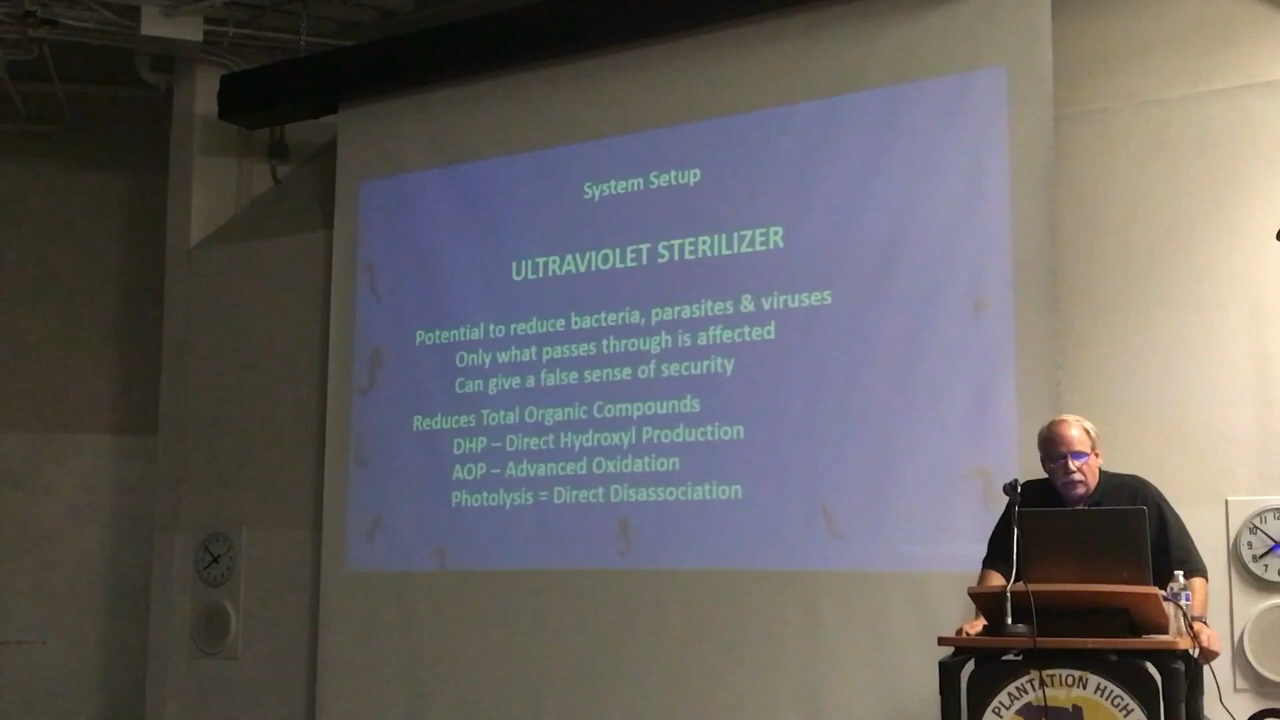 System Setup
ULTRAVIOLET STERILIZER
Potential to reduce bacteria, parasites & viruses
Only what passes through is affected
Can give a false sense of security
Reduces Total Organic Compounds
DHP – Direct Hydroxyl Production
AOP – Advanced Oxidation
Photolysis = Direct Disassociation
PLANTATION HIGH